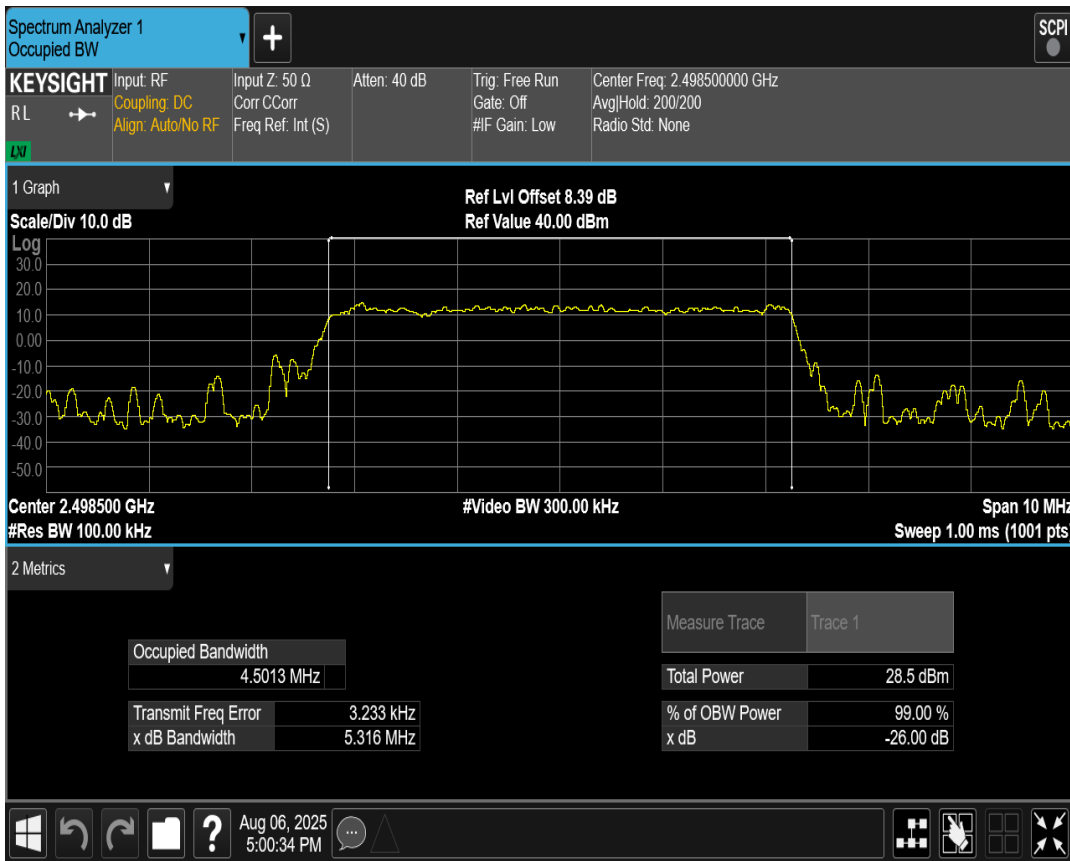 Spectrum Analyzer 1
Occupied BW
+
SCPI
KEYSIGHT
RL
LXI
Input: RF
Coupling: DC
Align: Auto/No RF
Input Z: 50 Ω
Corr CCorr
Freq Ref: Int (S)
Atten: 40 dB
Trig: Free Run
Gate: Off
#IF Gain: Low
Center Freq: 2.498500000 GHz
Avg|Hold: 200/200
Radio Std: None
1 Graph
Ref Lvl Offset 8.39 dB
Scale/Div 10.0 dB
Ref Value 40.00 dBm
Log
30.0
20.0
10.0
0.00
-10.0
-20.0
-30.0
-40.0
-50.0
Center 2.498500 GHz
#Video BW 300.00 kHz
Span 10 MHz
#Res BW 100.00 kHz
Sweep 1.00 ms (1001 pts)
2 Metrics
Measure Trace Trace 1
Occupied Bandwidth
4.5013 MHz
Total Power 28.5 dBm
Transmit Freq Error 3.233 kHz
% of OBW Power 99.00 %
x dB Bandwidth 5.316 MHz
x dB -26.00 dB
?
Aug 06, 2025
5:00:34 PM